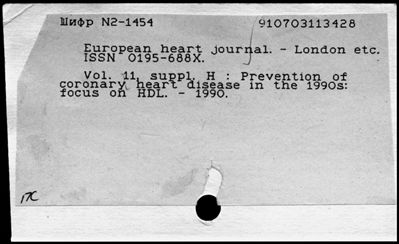 Шифр N2-1454 910703113428
European heart journal. - London etc.
ISSN 0195-688X.
Vol. 11, suppl. H : Prevention of
coronary heart disease in the 1990s:
focus on HDL. - 1990.